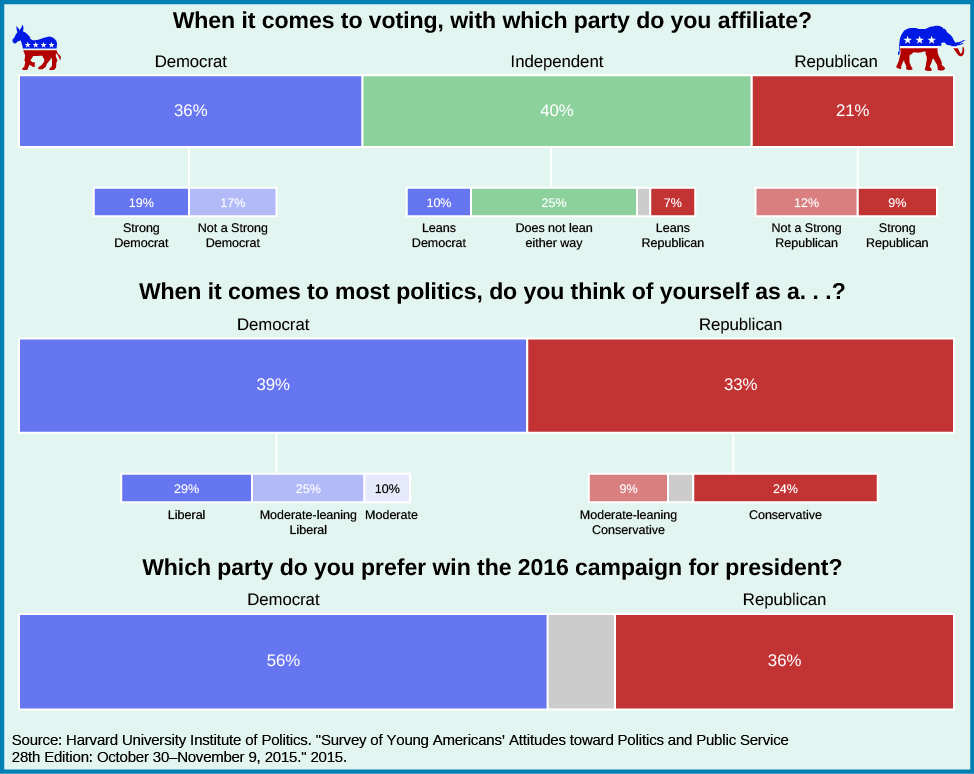 When it comes to voting, with which party do you affiliate?
Democrat Independent Republican
36% 40% 21%
19% 17% 10% 25% 7% 12% 9%
Strong Not a Strong Leans Does not lean Leans Not a Strong Strong
Democrat Democrat Democrat either way Republican Republican Republican
When it comes to most politics, do you think of yourself as a. . .?
Democrat Republican
39% 33%
29% 25% 10% 9% 24%
Liberal Moderate-leaning Moderate Moderate-leaning Conservative
Liberal Conservative
Which party do you prefer win the 2016 campaign for president?
Democrat Republican
56% 36%
Source: Harvard University Institute of Politics. "Survey of Young Americans’ Attitudes toward Politics and Public Service
28th Edition: October 30–November 9, 2015." 2015.